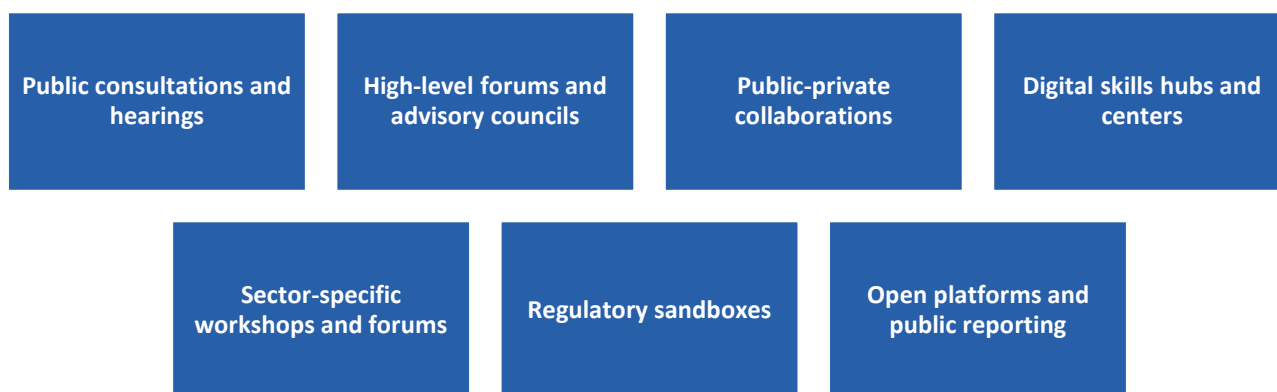 Public consultations and
hearings
High-level forums and
advisory councils
Public-private
collaborations
Digital skills hubs and
centers
Sector-specific
workshops and forums
Regulatory sandboxes
Open platforms and
public reporting